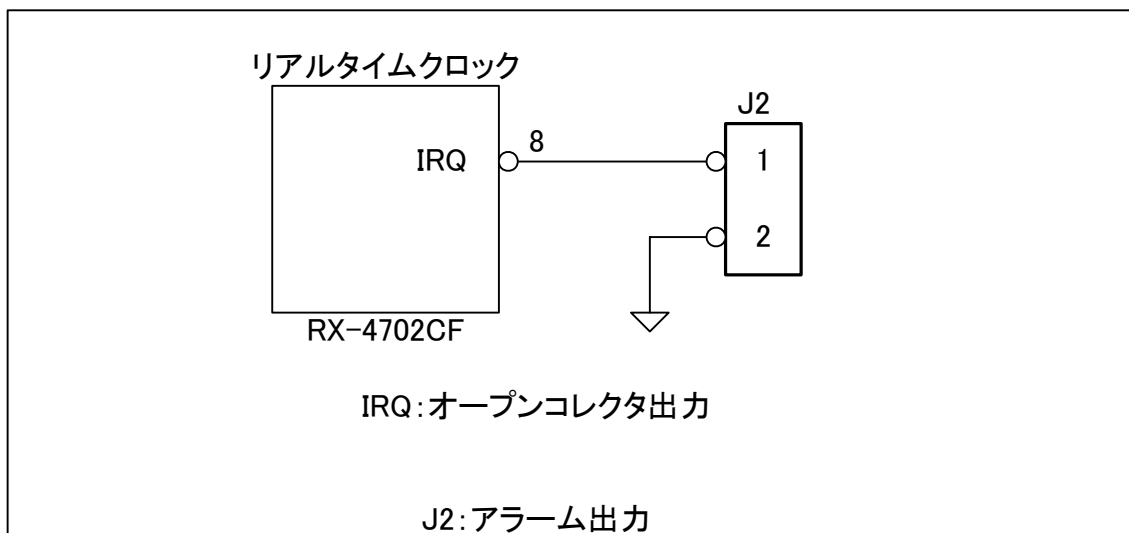 リアルタイムクロック
J2
IRQ
8
1
2
RX-4702CF
IRQ:オープンコレクタ出力
J2:アラーム出力